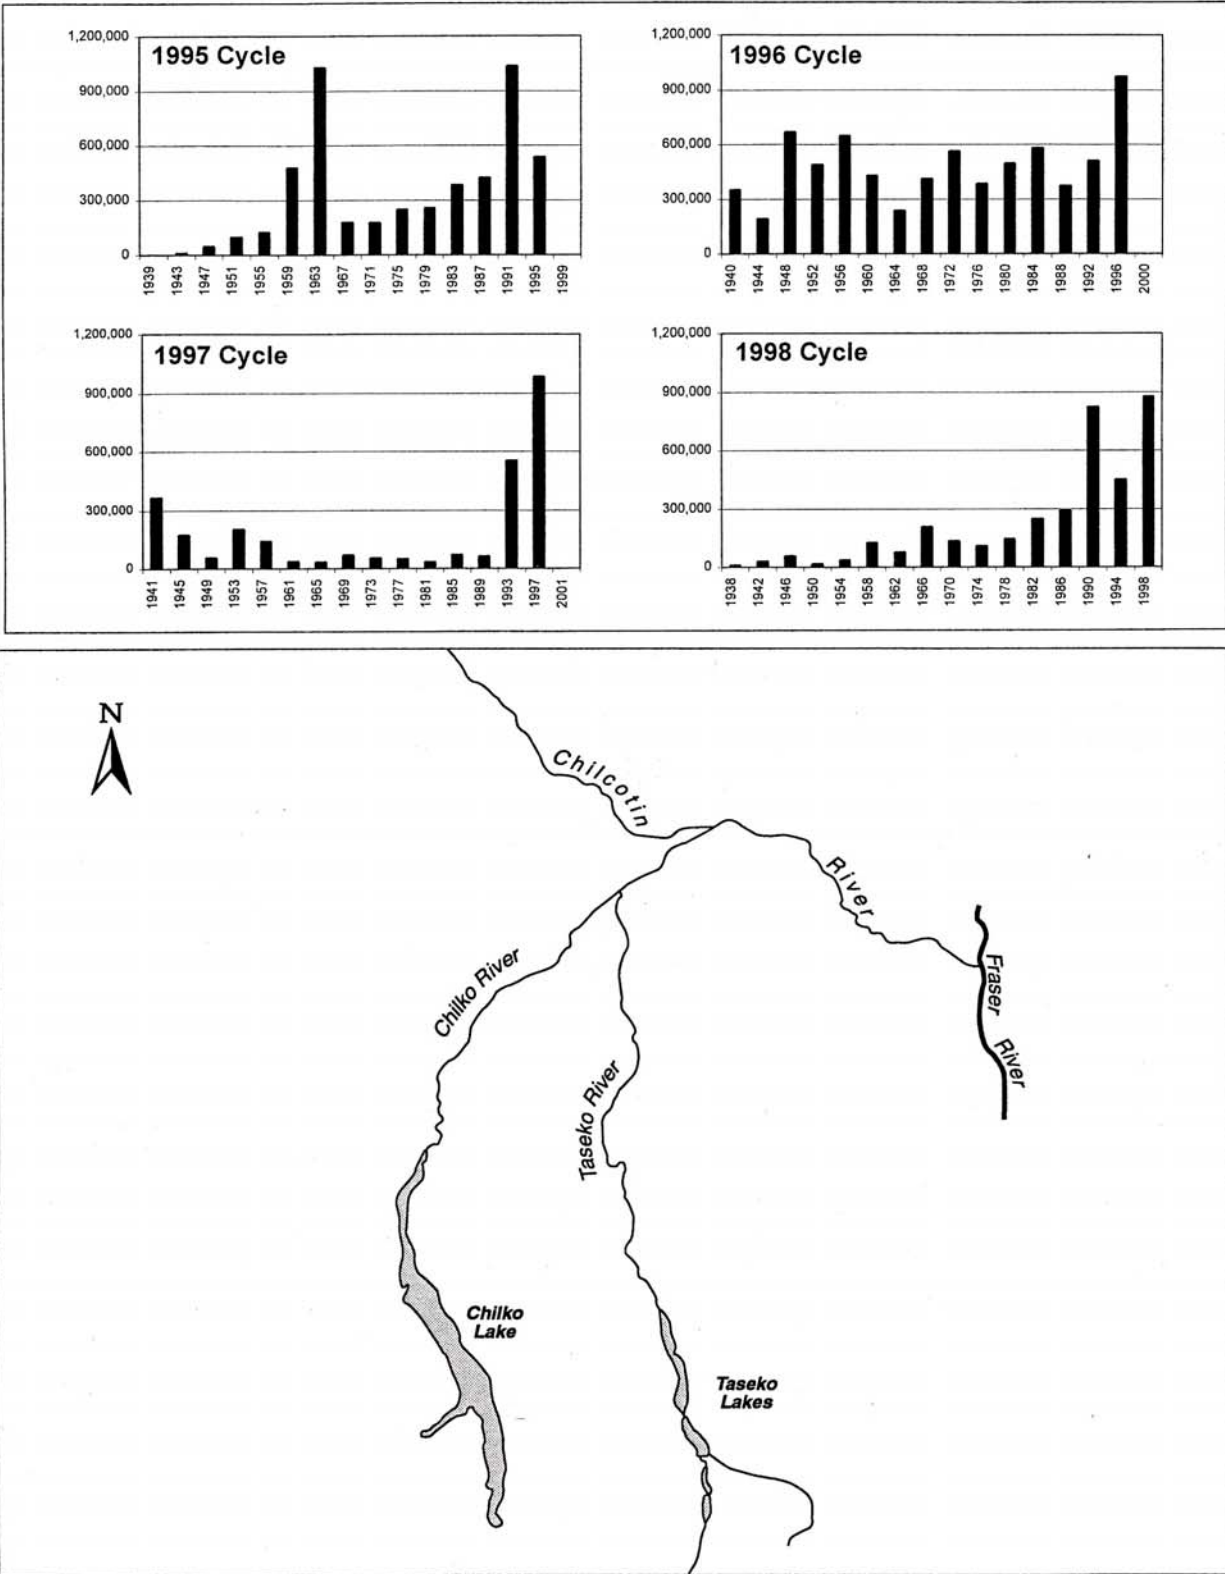 1995 Cycle
1,200,000
900,000
600,000
300,000
0
1939 1943 1947 1951 1955 1959 1963 1967 1971 1975 1979 1983 1987 1991 1995 1999
1996 Cycle
1,200,000
900,000
600,000
300,000
0
1940 1944 1948 1952 1956 1960 1964 1968 1972 1976 1980 1984 1988 1992 1996 2000
1997 Cycle
1,200,000
900,000
600,000
300,000
0
1941 1945 1949 1953 1957 1961 1965 1969 1973 1977 1981 1985 1989 1993 1997 2001
1998 Cycle
1,200,000
900,000
600,000
300,000
0
1938 1942 1946 1950 1954 1958 1962 1966 1970 1974 1978 1982 1986 1990 1994 1998
N
Chilcotin River
Fraser River
Chilko River
Taseko River
Chilko
Lake
Taseko
Lakes